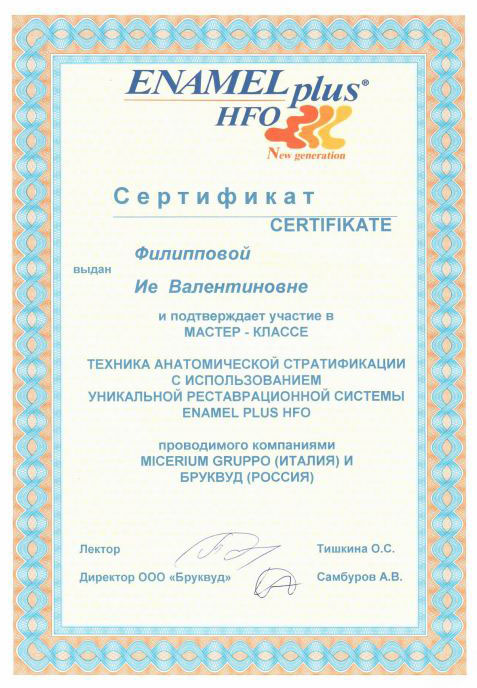 ENAMEL plus®
HFO
New generation
Сертификат
CERTIFIKATE
Филипповой
выдан
Ие Валентиновне
и подтверждает участие в
МАСТЕР - КЛАССЕ
ТЕХНИКА АНАТОМИЧЕСКОЙ СТРАТИФИКАЦИИ
С ИСПОЛЬЗОВАНИЕМ
УНИКАЛЬНОЙ РЕСТАВРАЦИОННОЙ СИСТЕМЫ
ENAMEL PLUS HFO
проводимого компаниями
MICERIUM GRUPPO (ИТАЛИЯ) И
БРУКВУД (РОССИЯ)
Лектор Тишкина О.С.
Директор ООО «Бруквуд» Самбуров А.В.